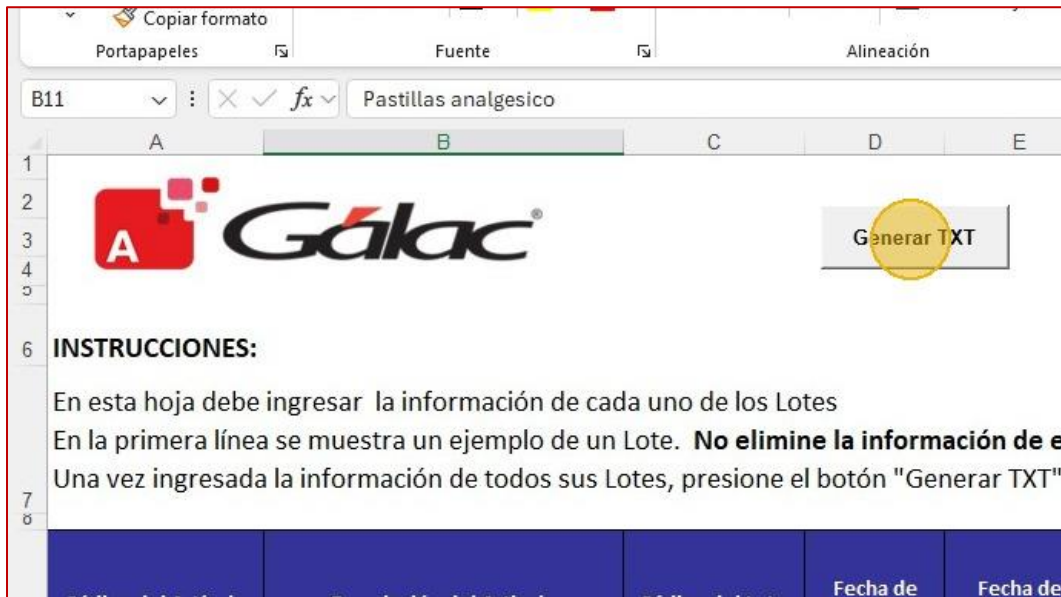 Copiar formato
Portapapeles Fuente Alineación
B11 fx Pastillas analgesico
A B C D E
1
2
3
4
5
6
7
8
A Gálac®
Generar TXT
INSTRUCCIONES:
En esta hoja debe ingresar la información de cada uno de los Lotes
En la primera línea se muestra un ejemplo de un Lote. No elimine la información de e
Una vez ingresada la información de todos sus Lotes, presione el botón "Generar TXT"
Fecha de Fecha de